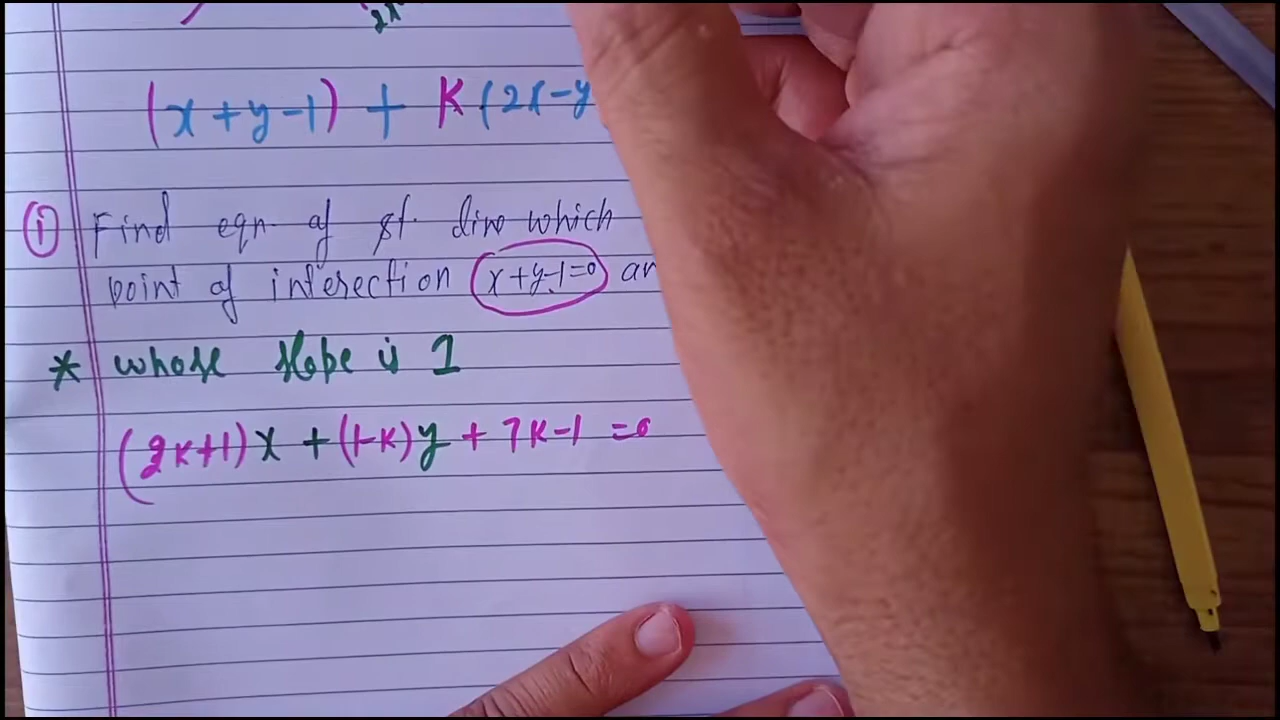 2x
(x+y-1) + K(2x-y
(i) Find eqn of st. line which
point of intersection (x+y-1=0) an
* whose slope is 1
(2K+1)x + (1-K)y + 7K-1 =0